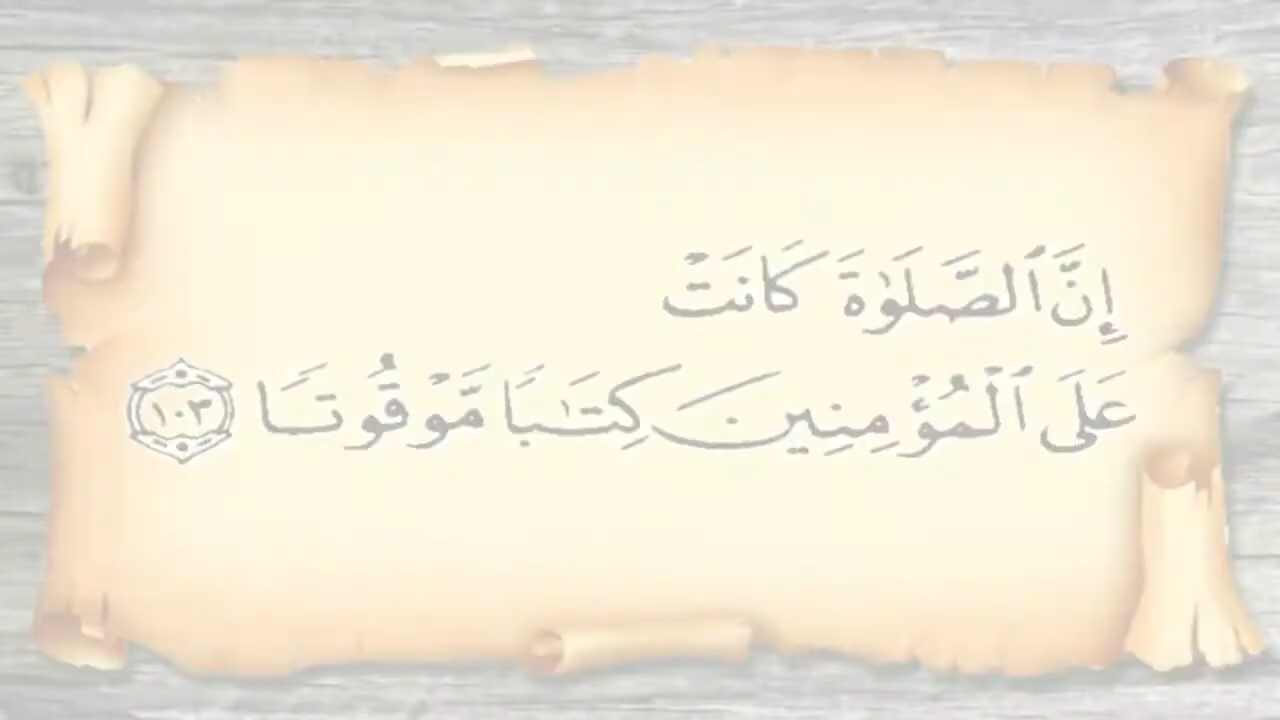 إِنَّ ٱلصَّلَوٰةَ كَانَتْ
عَلَى ٱلْمُؤْمِنِينَ كِتَـٰبًا مَّوْقُوتًا ١٠٣